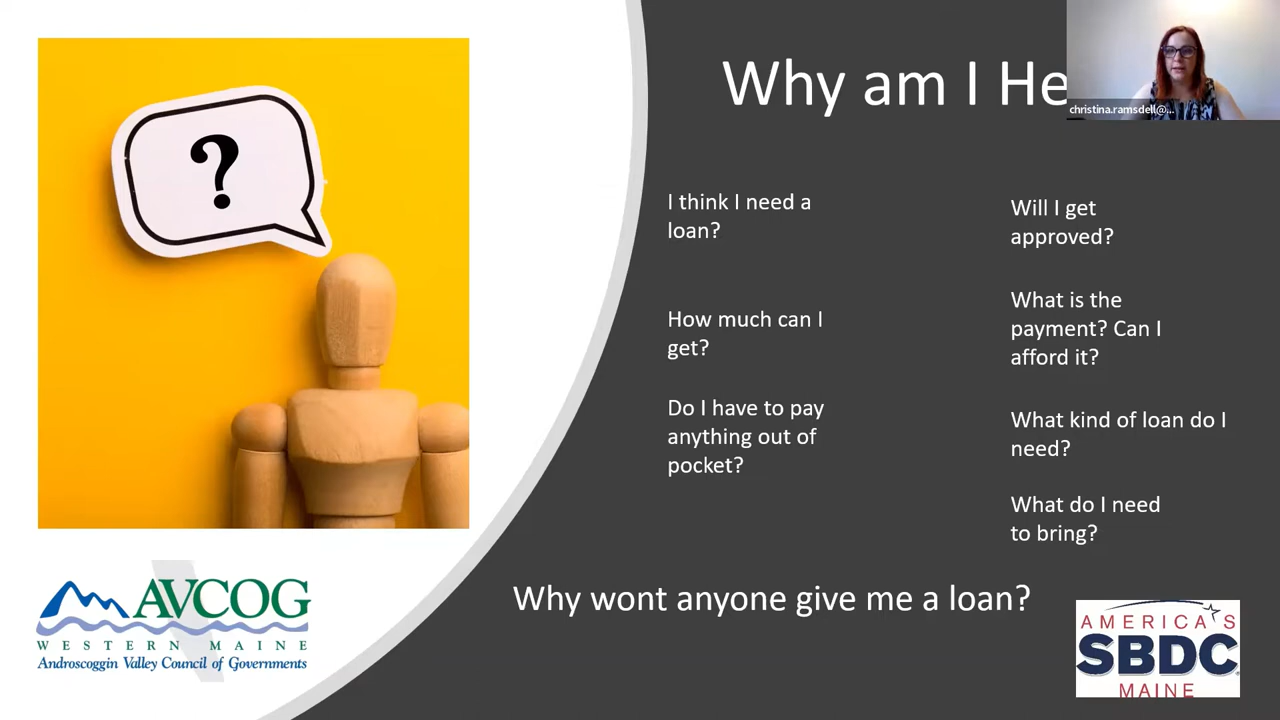 ?
Why am I He
christina.ramsdell@...
I think I need a
loan?
How much can I
get?
Do I have to pay
anything out of
pocket?
Will I get
approved?
What is the
payment? Can I
afford it?
What kind of loan do I
need?
What do I need
to bring?
Why wont anyone give me a loan?
AVCOG
WESTERN MAINE
Androscoggin Valley Council of Governments
AMERICA'S
SBDC
MAINE